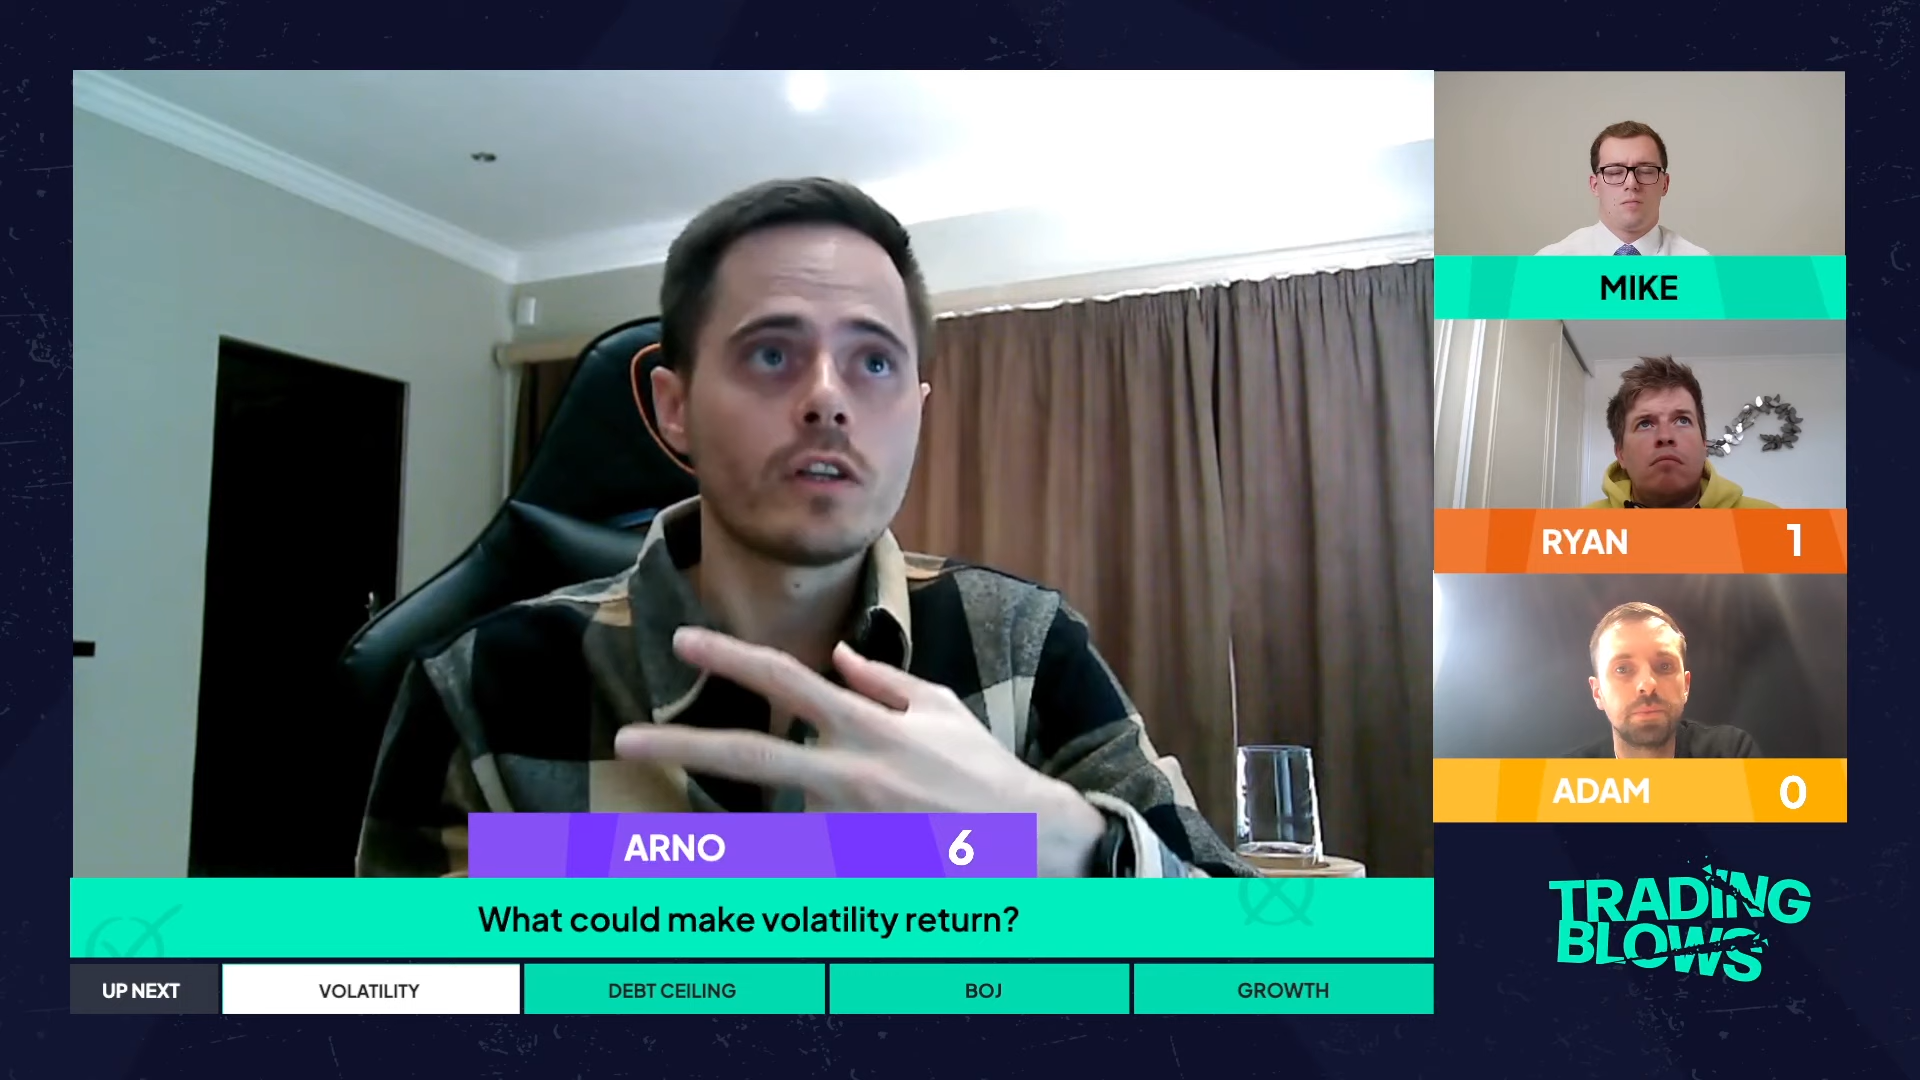 MIKE
RYAN 1
ADAM 0
ARNO 6
What could make volatility return?
UP NEXT VOLATILITY DEBT CEILING BOJ GROWTH
TRADING
BLOWS